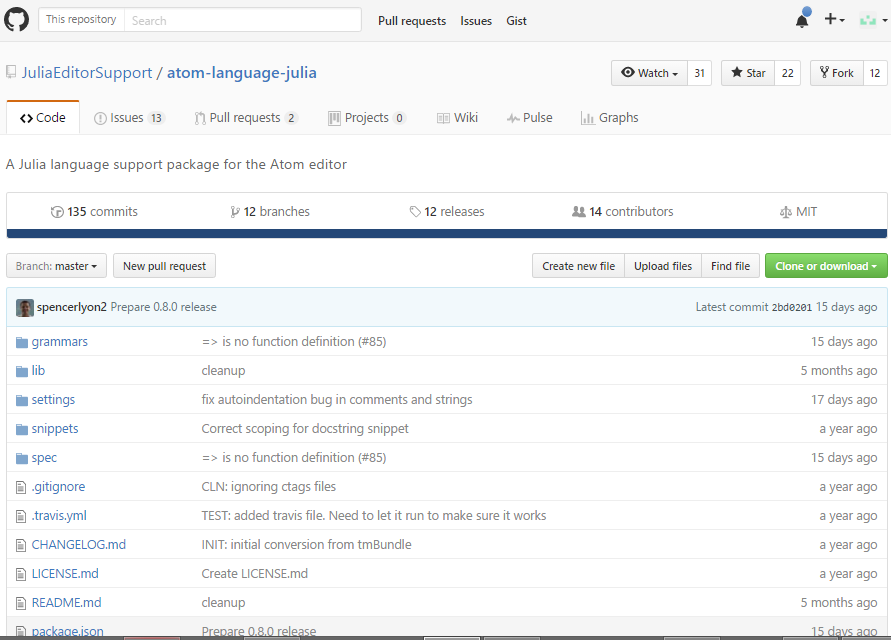 This repository Search Pull requests Issues Gist
JuliaEditorSupport / atom-language-julia Watch 31 Star 22 Fork 12
Code Issues 13 Pull requests 2 Projects 0 Wiki Pulse Graphs
A Julia language support package for the Atom editor
135 commits 12 branches 12 releases 14 contributors MIT
Branch: master New pull request Create new file Upload files Find file Clone or download
spencerlyon2 Prepare 0.8.0 release Latest commit 2bd0201 15 days ago
grammars => is no function definition (#85) 15 days ago
lib cleanup 5 months ago
settings fix autoindentation bug in comments and strings 17 days ago
snippets Correct scoping for docstring snippet a year ago
spec => is no function definition (#85) 15 days ago
.gitignore CLN: ignoring ctags files a year ago
.travis.yml TEST: added travis file. Need to let it run to make sure it works a year ago
CHANGELOG.md INIT: initial conversion from tmBundle a year ago
LICENSE.md Create LICENSE.md a year ago
README.md cleanup 5 months ago
package.json Prepare 0.8.0 release 15 days ago